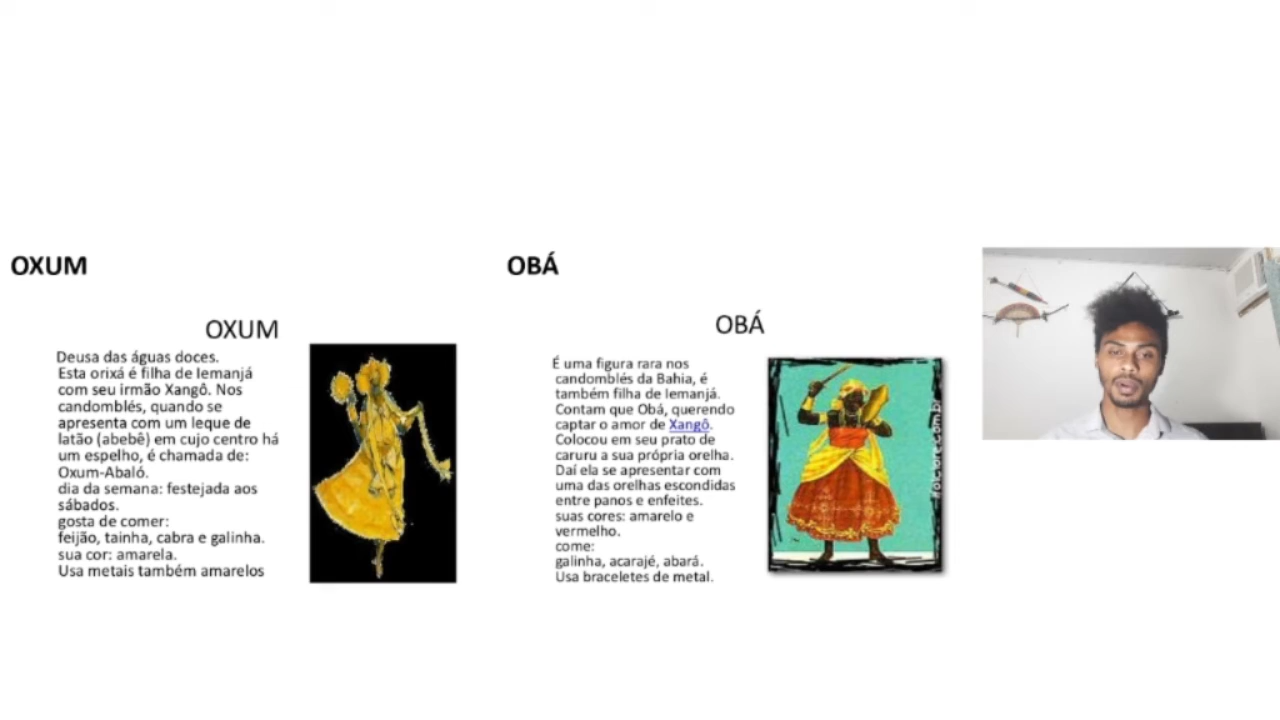 OXUM
OXUM
Deusa das águas doces.
Esta orixá é filha de Iemanjá
com seu irmão Xangô. Nos
candomblés, quando se
apresenta com um leque de
latão (abebê) em cujo centro há
um espelho, é chamada de:
Oxum-Abaló.
dia da semana: festejada aos
sábados.
gosta de comer:
feijão, tainha, cabra e galinha.
sua cor: amarela.
Usa metais também amarelos
OBÁ
OBÁ
É uma figura rara nos
candomblés da Bahia, é
também filha de Iemanjá.
Contam que Obá, querendo
captar o amor de Xangô.
Colocou em seu prato de
caruru a sua própria orelha.
Daí ela se apresentar com
uma das orelhas escondidas
entre panos e enfeites.
suas cores: amarelo e
vermelho.
come:
galinha, acarajé, abará.
Usa braceletes de metal.